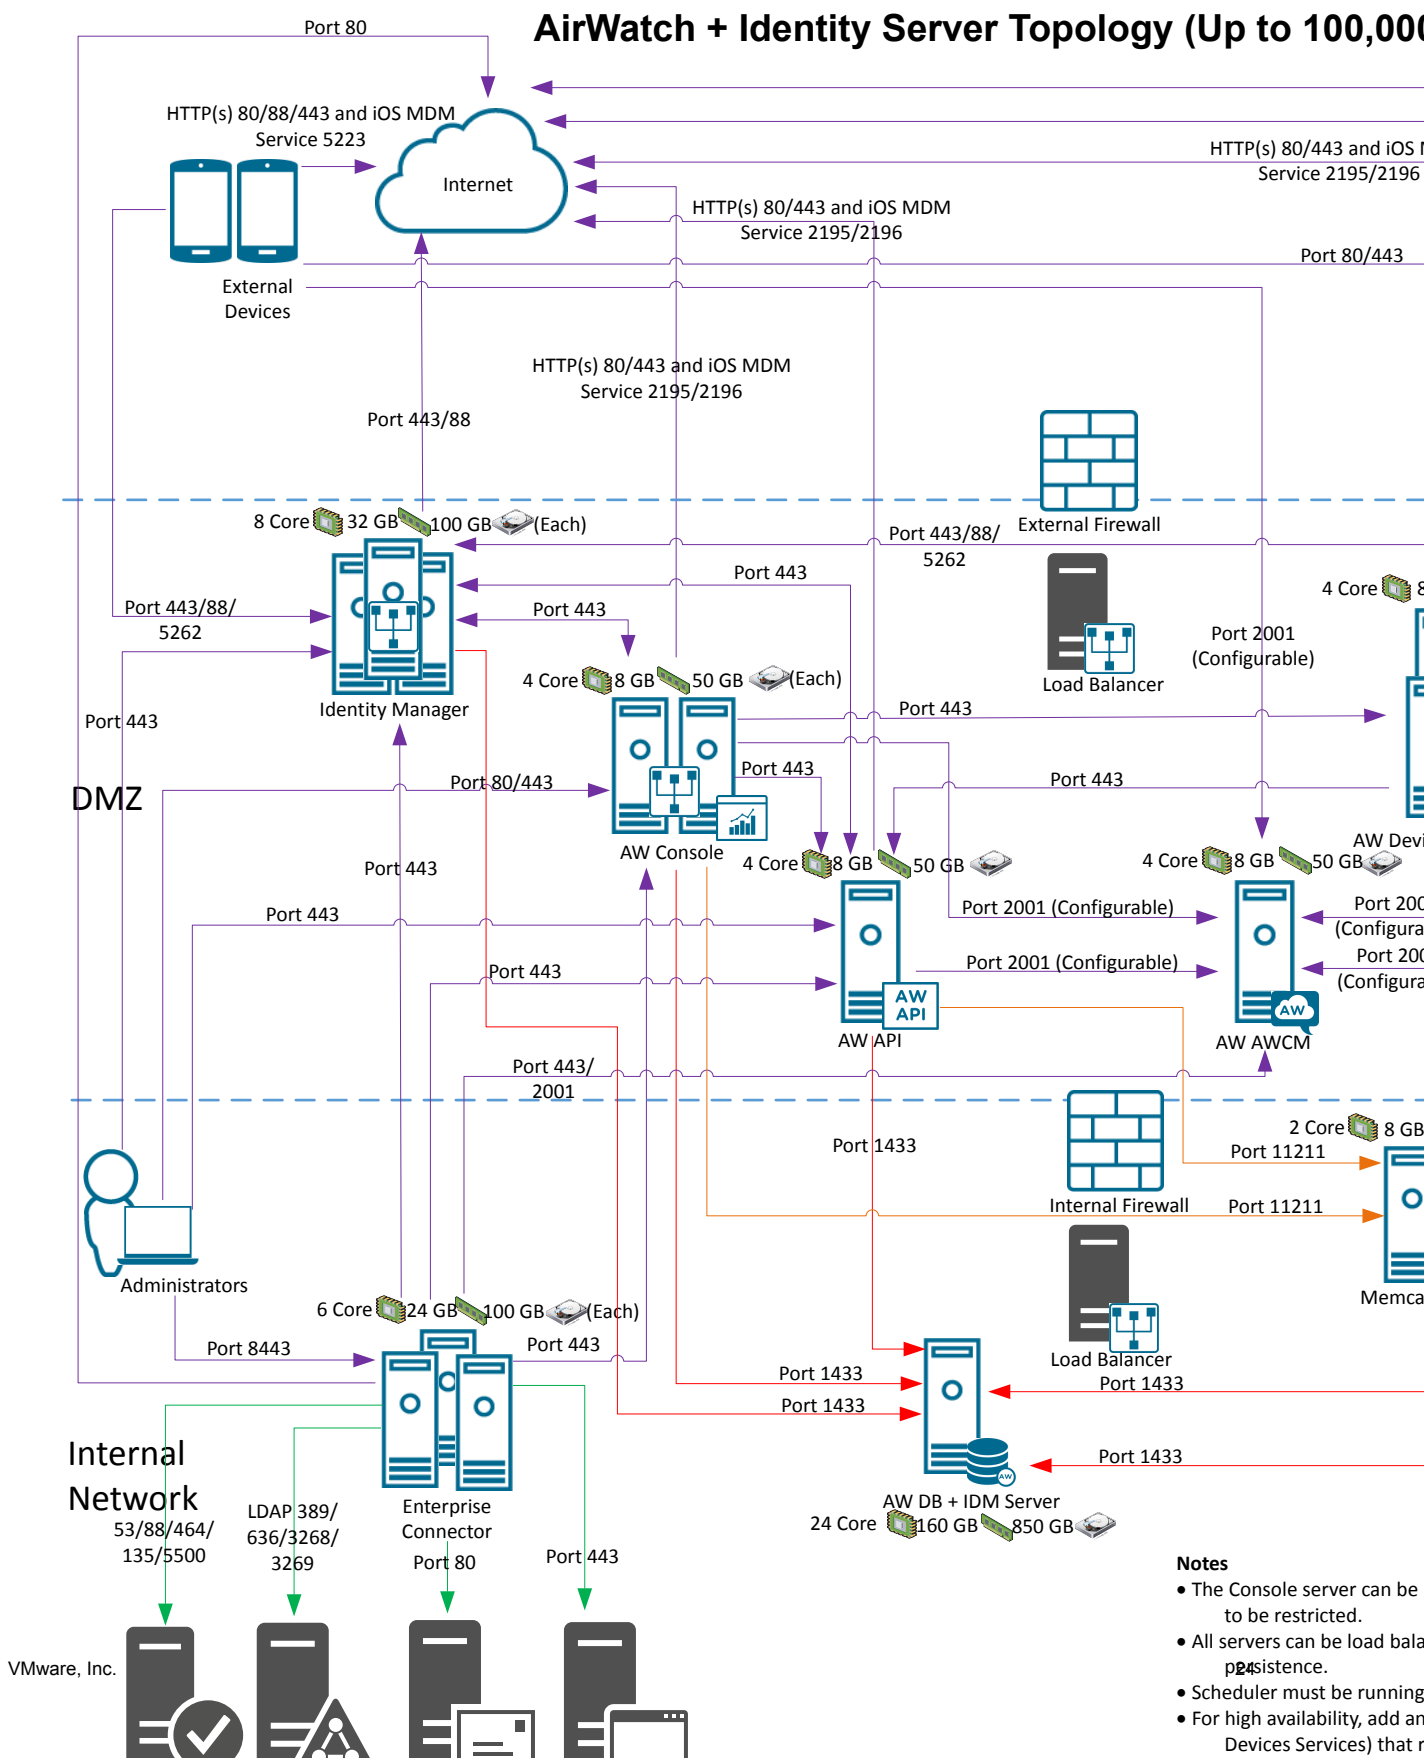 AirWatch + Identity Server Topology (Up to 100,000
Port 80
HTTP(s) 80/88/443 and iOS MDM
Service 5223
Internet
HTTP(s) 80/443 and iOS
Service 2195/2196
HTTP(s) 80/443 and iOS MDM
Service 2195/2196
Port 80/443
External
Devices
HTTP(s) 80/443 and iOS MDM
Service 2195/2196
Port 443/88
External Firewall
8 Core 32 GB 100 GB (Each)
Port 443/88/
5262
Port 443
4 Core 8
Port 443
Port 443/88/
5262
Port 2001
(Configurable)
Load Balancer
4 Core 8 GB 50 GB (Each)
Identity Manager
Port 443
Port 443
Port 443
Port 80/443
Port 443
DMZ
AW Console
4 Core 8 GB 50 GB
4 Core 8 GB 50 GB
AW Devi
Port 443
Port 443
Port 2001 (Configurable)
Port 200
(Configura
Port 443
Port 2001 (Configurable)
Port 200
(Configura
AW
API
AW
AW API
AW AWCM
Port 443/
2001
2 Core 8 GB
Port 1433
Port 11211
Internal Firewall
Port 11211
Administrators
Memca
6 Core 24 GB 100 GB (Each)
Port 8443
Port 443
Load Balancer
Port 1433
Port 1433
Port 1433
Internal
Network
Port 1433
AW
Enterprise
Connector
AW DB + IDM Server
24 Core 160 GB 850 GB
53/88/464/
135/5500
LDAP 389/
636/3268/
3269
Port 80
Port 443
Notes
• The Console server can be
to be restricted.
• All servers can be load bala
persistence.
24
• Scheduler must be running
• For high availability, add an
Devices Services) that r
VMware, Inc.